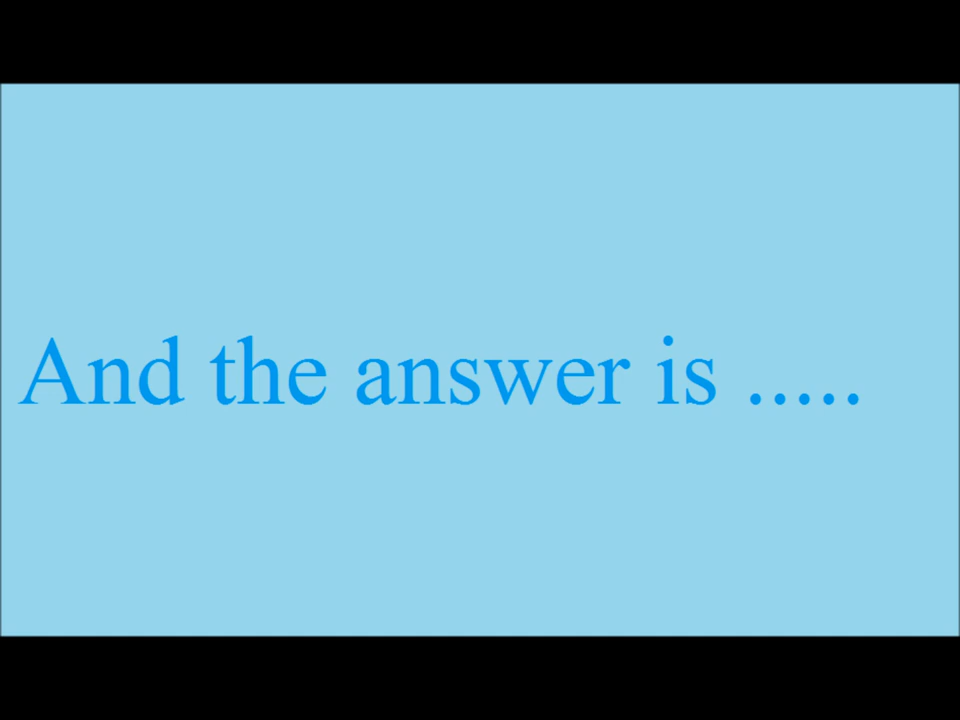 And the answer is .....